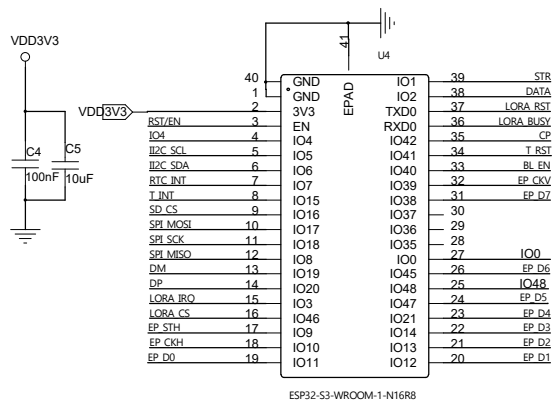 VDD3V3
C4
100nF
C5
10uF
VDD3V3
41
U4
EPAD
40 GND
1 GND
2 3V3
RST/EN 3 EN
IO4 4 IO4
II2C SCL 5 IO5
II2C SDA 6 IO6
RTC INT 7 IO7
T INT 8 IO15
SD CS 9 IO16
SPI MOSI 10 IO17
SPI SCK 11 IO18
SPI MISO 12 IO8
DM 13 IO19
DP 14 IO20
LORA IRQ 15 IO3
LORA CS 16 IO46
EP STH 17 IO9
EP CKH 18 IO10
EP D0 19 IO11
IO1 39 STR
IO2 38 DATA
TXD0 37 LORA RST
RXD0 36 LORA BUSY
IO42 35 CP
IO41 34 T RST
IO40 33 BL EN
IO39 32 EP CKV
IO38 31 EP D7
IO37 30
IO36 29
IO35 28
IO0 27 IO0
IO45 26 EP D6
IO48 25 IO48
IO47 24 EP_D5
IO21 23 EP D4
IO14 22 EP D3
IO13 21 EP D2
IO12 20 EP D1
ESP32-S3-WROOM-1-N16R8